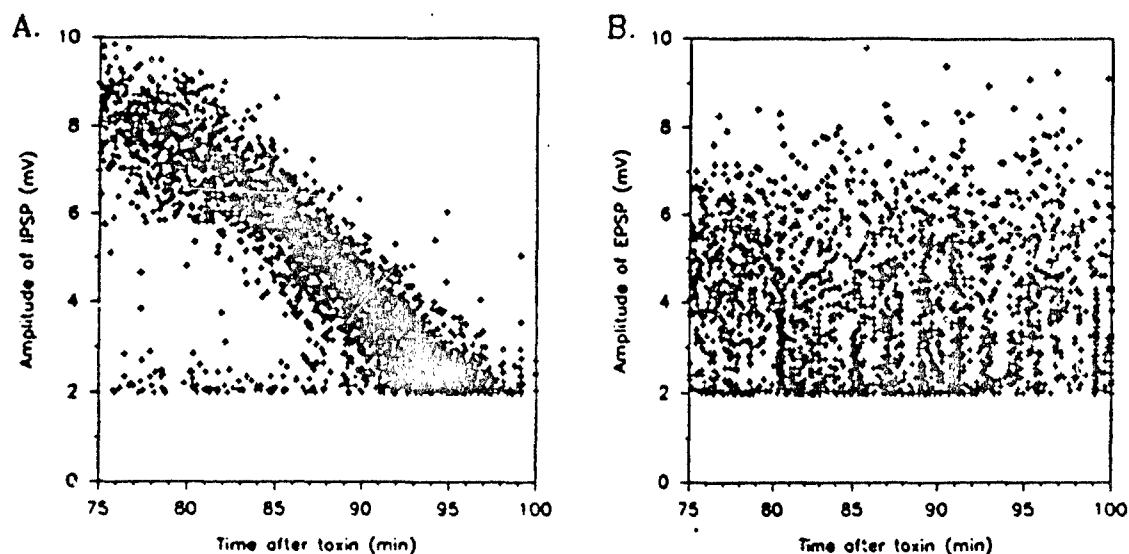 A.
10
8
6
4
2
0
Amplitude of IPSP (mV)
75 80 85 90 95 100
Time after toxin (min)
B.
10
8
6
4
2
0
Amplitude of EPSP (mV)
75 80 85 90 95 100
Time after toxin (min)